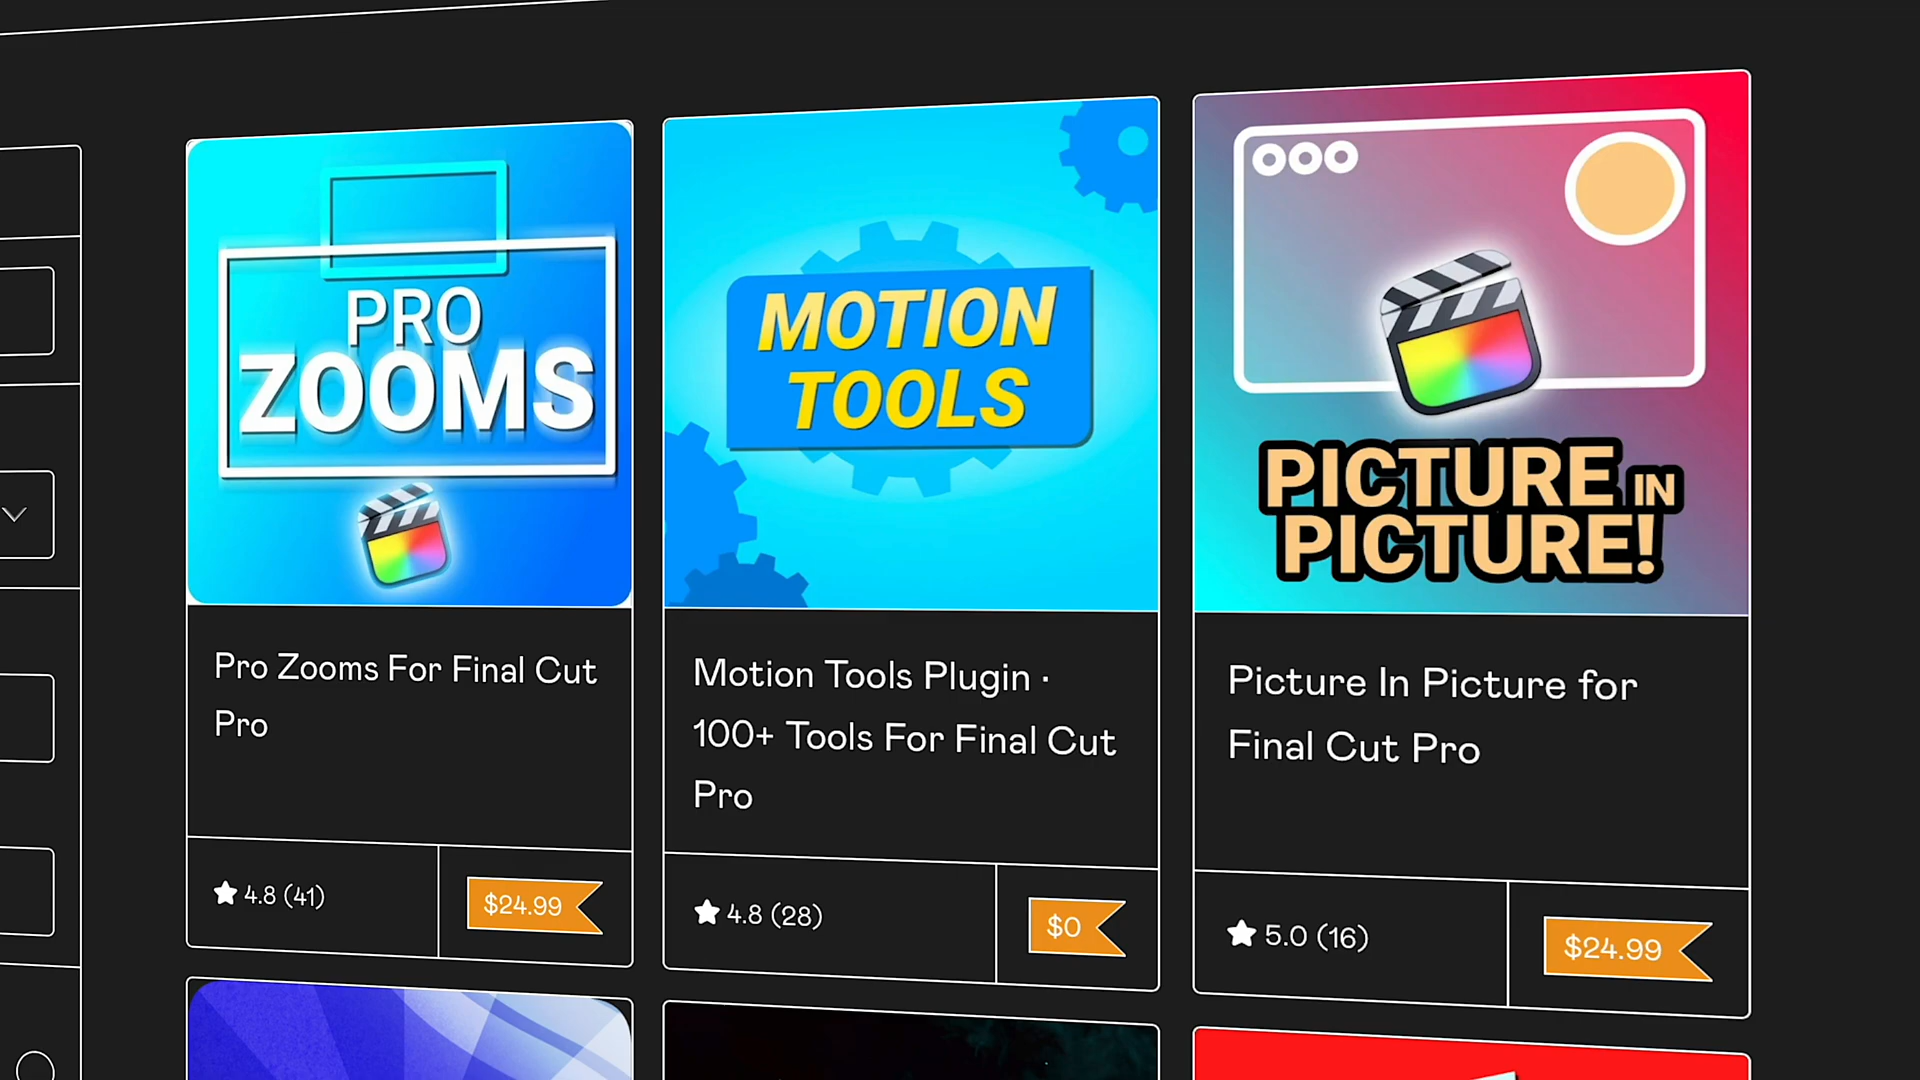 PRO
ZOOMS
Pro Zooms For Final Cut
Pro
4.8 (41)
$24.99
MOTION
TOOLS
Motion Tools Plugin ·
100+ Tools For Final Cut
Pro
4.8 (28)
$0
PICTURE IN
PICTURE!
Picture In Picture for
Final Cut Pro
5.0 (16)
$24.99